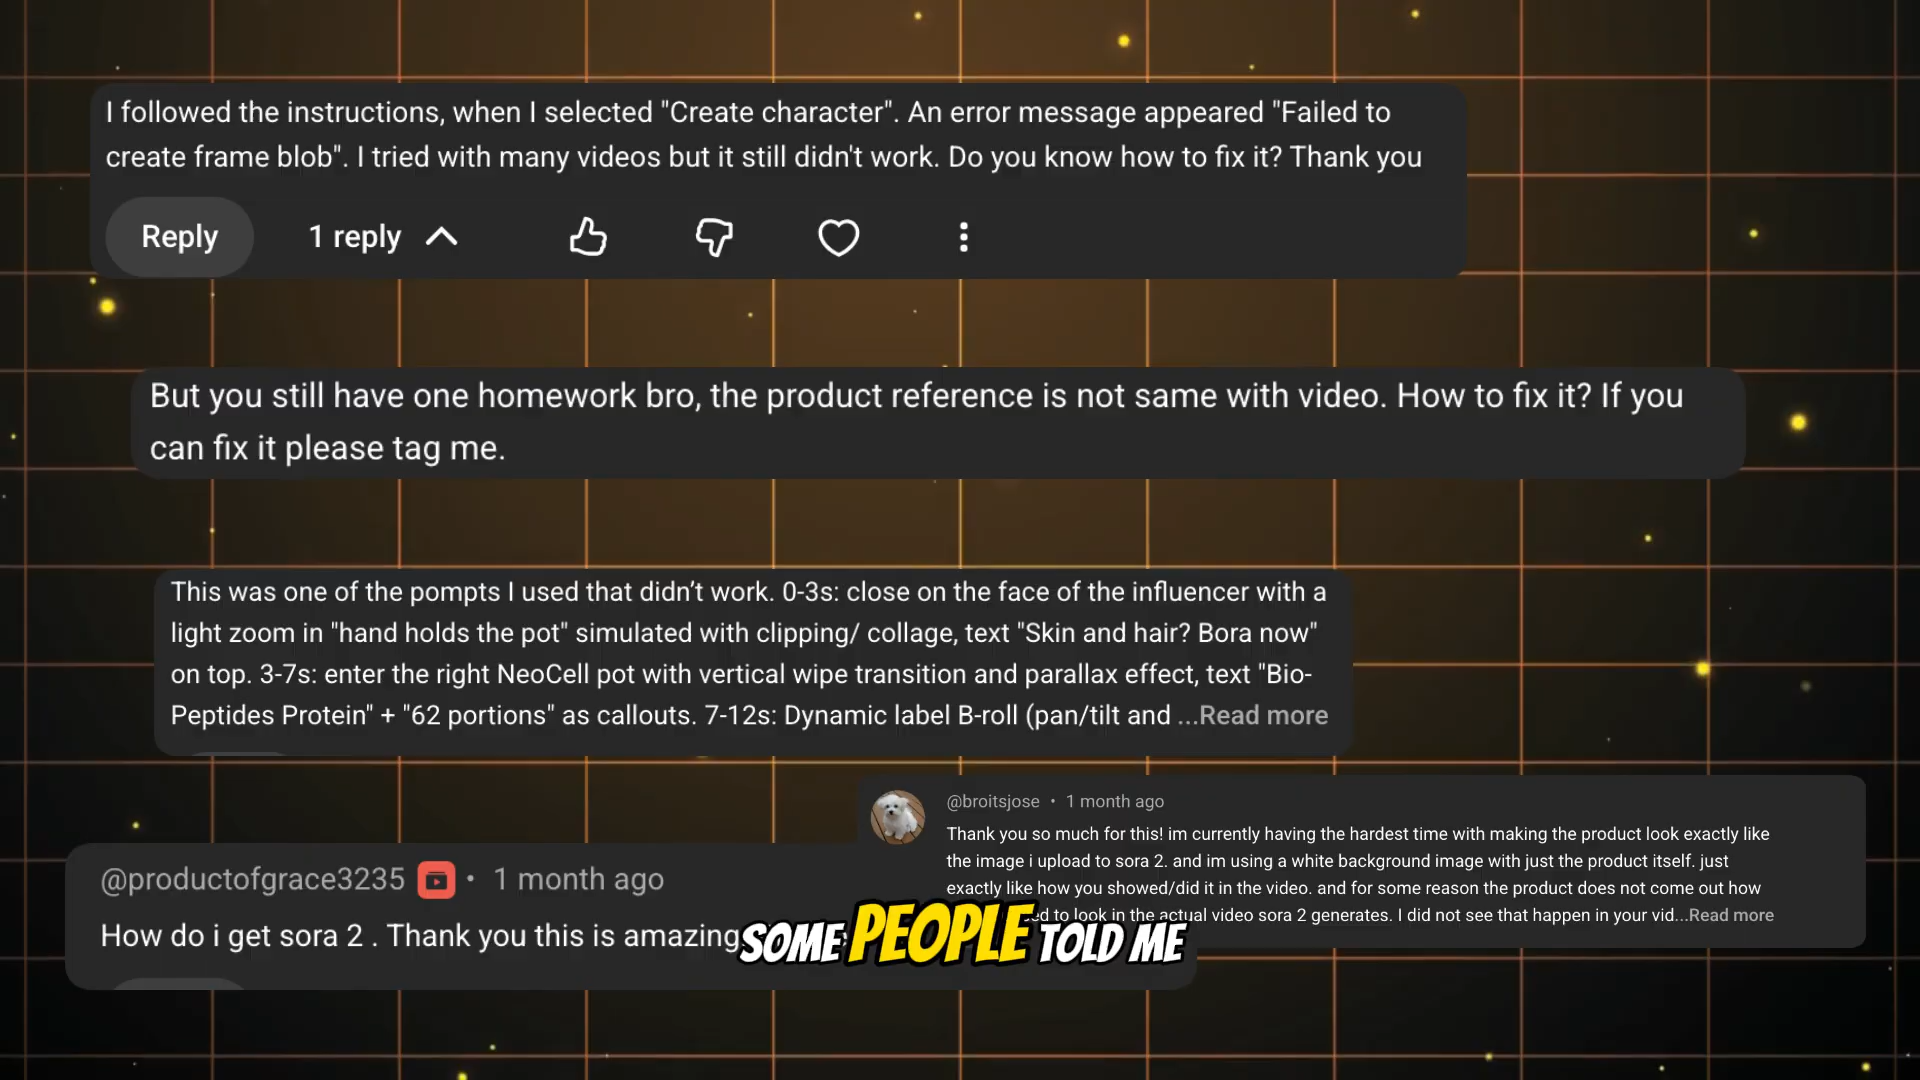 I followed the instructions, when I selected "Create character". An error message appeared "Failed to
create frame blob". I tried with many videos but it still didn't work. Do you know how to fix it? Thank you
Reply
1 reply
But you still have one homework bro, the product reference is not same with video. How to fix it? If you
can fix it please tag me.
This was one of the pompts I used that didn’t work. 0-3s: close on the face of the influencer with a
light zoom in "hand holds the pot" simulated with clipping/ collage, text "Skin and hair? Bora now"
on top. 3-7s: enter the right NeoCell pot with vertical wipe transition and parallax effect, text "Bio-
Peptides Protein" + "62 portions" as callouts. 7-12s: Dynamic label B-roll (pan/tilt and ...Read more
@broitsjose • 1 month ago
Thank you so much for this! im currently having the hardest time with making the product look exactly like
the image i upload to sora 2. and im using a white background image with just the product itself. just
exactly like how you showed/did it in the video. and for some reason the product does not come out how
to look in the actual video sora 2 generates. I did not see that happen in your vid...Read more
@productofgrace3235 • 1 month ago
How do i get sora 2 . Thank you this is amazing
SOME PEOPLE TOLD ME